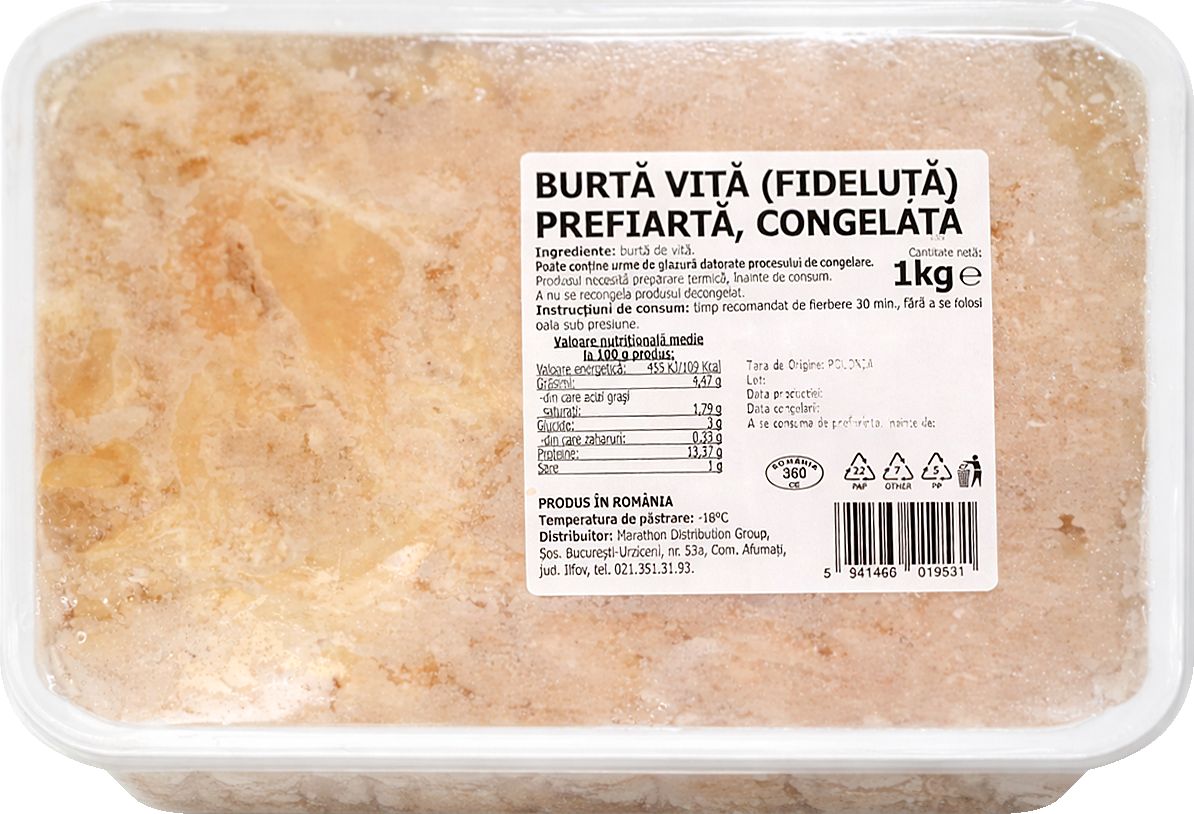 BURTĂ VITĂ (FIDELUȚĂ)
PREFIARTĂ, CONGELATĂ
Ingrediente: burtă de vită.
Poate conține urme de glazură datorate procesului de congelare.
Produsul necesită preparare termică, înainte de consum.
A nu se recongela produsul decongelat.
Cantitate netă:
1kg ℮
Instrucțiuni de consum: timp recomandat de fierbere 30 min., fără a se folosi
oala sub presiune.
Valoare nutrițională medie
la 100 g produs:
Valoare energetică: 455 KJ/109 Kcal
Grăsimi: 4,47 g
-din care acizi grași
saturați: 1,79 g
Glucide: 3 g
-din care zaharuri: 0,33 g
Proteine: 13,37 g
Sare 1 g
Tara de Origine: POLONIA
Lot:
Data productiei:
Data congelarii:
A se consuma de preferinta, inainte de:
ROMÂNIA
360
CE
22
PAP
7
OTHER
5
PP
PRODUS ÎN ROMÂNIA
Temperatura de păstrare: -18ºC
Distribuitor: Marathon Distribution Group,
Șos. București-Urziceni, nr. 53a, Com. Afumați,
jud. Ilfov, tel. 021.351.31.93.
5 941466 019531